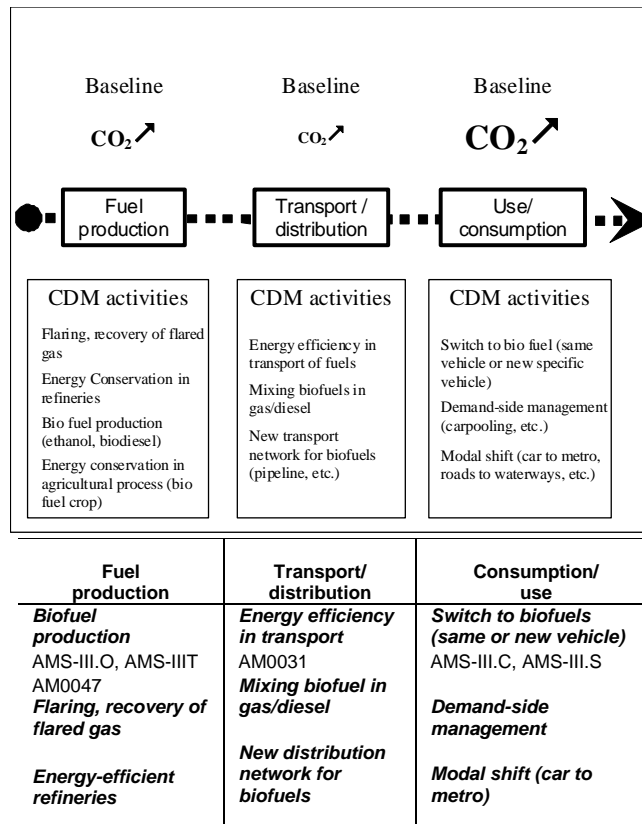 Baseline
CO₂
Baseline
CO₂
Baseline
CO₂
Fuel
production
Transport /
distribution
Use/
consumption
CDM activities
Flaring, recovery of flared
gas
Energy Conservation in
refineries
Bio fuel production
(ethanol, biodiesel)
Energy conservation in
agricultural process (bio
fuel crop)
CDM activities
Energy efficiency in
transport of fuels
Mixing biofuels in
gas/diesel
New transport
network for biofuels
(pipeline, etc.)
CDM activities
Switch to bio fuel (same
vehicle or new specific
vehicle)
Demand-side management
(carpooling, etc.)
Modal shift (car to metro,
roads to waterways, etc.)
Fuel
production
Transport/
distribution
Consumption/
use
Biofuel
production
Energy efficiency
in transport
Switch to biofuels
(same or new vehicle)
AMS-III.O, AMS-IIIT
AM0031
AMS-III.C, AMS-III.S
AM0047
Flaring, recovery of
flared gas
Mixing biofuel in
gas/diesel
Demand-side
management
Energy-efficient
refineries
New distribution
network for
biofuels
Modal shift (car to
metro)